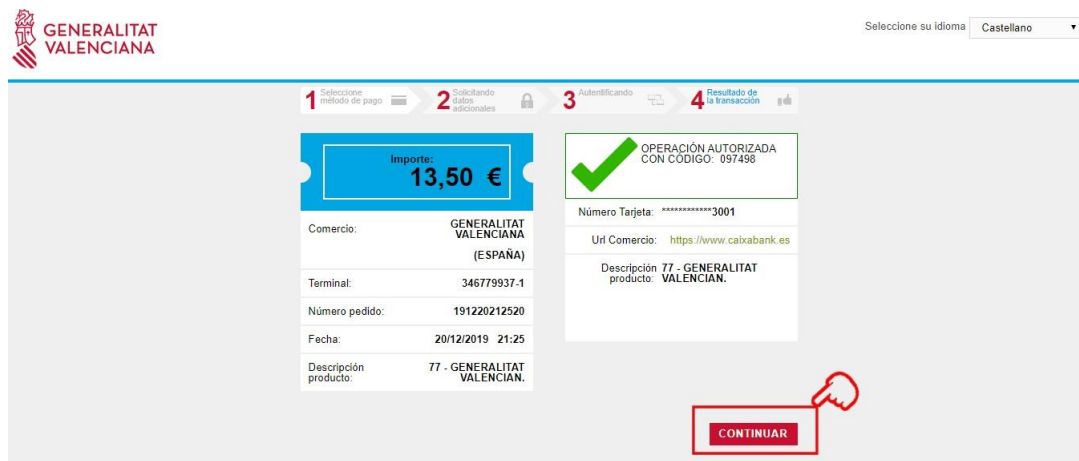 GENERALITAT
VALENCIANA
Seleccione su idioma Castellano
1 Seleccione
método de pago
2 Solicitando
datos
adicionales
3 Autentificando
4 Resultado de
la transacción
Importe:
13,50 €
Comercio: GENERALITAT
VALENCIANA
(ESPAÑA)
Terminal: 346779937-1
Número pedido: 191220212520
Fecha: 20/12/2019 21:25
Descripción 77 - GENERALITAT
producto: VALENCIAN.
OPERACIÓN AUTORIZADA
CON CÓDIGO: 097498
Número Tarjeta: ************3001
Url Comercio: https://www.caixabank.es
Descripción 77 - GENERALITAT
producto: VALENCIAN.
CONTINUAR